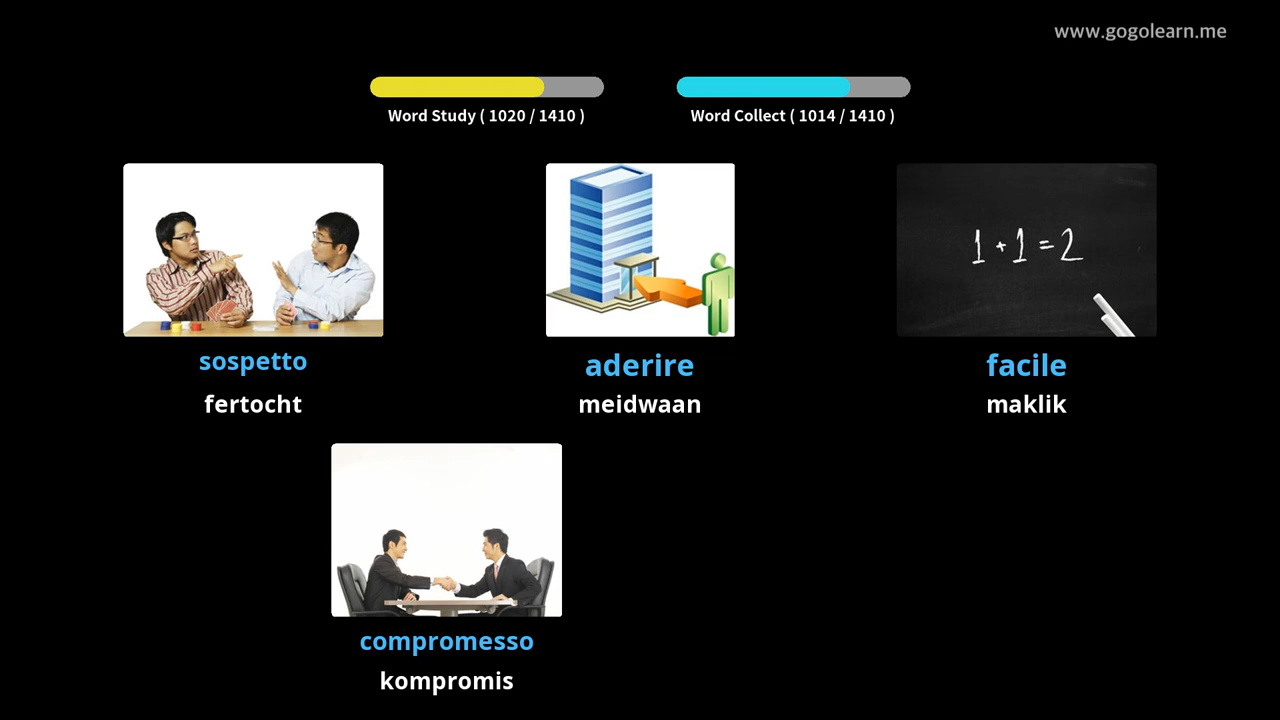 www.gogolearn.me
Word Study ( 1020 / 1410 )
Word Collect ( 1014 / 1410 )
sospetto
fertocht
aderire
meidwaan
1 + 1 = 2
facile
maklik
compromesso
kompromis